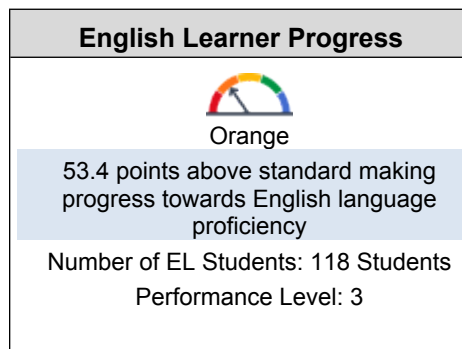 English Learner Progress
Orange
53.4 points above standard making
progress towards English language
proficiency
Number of EL Students: 118 Students
Performance Level: 3